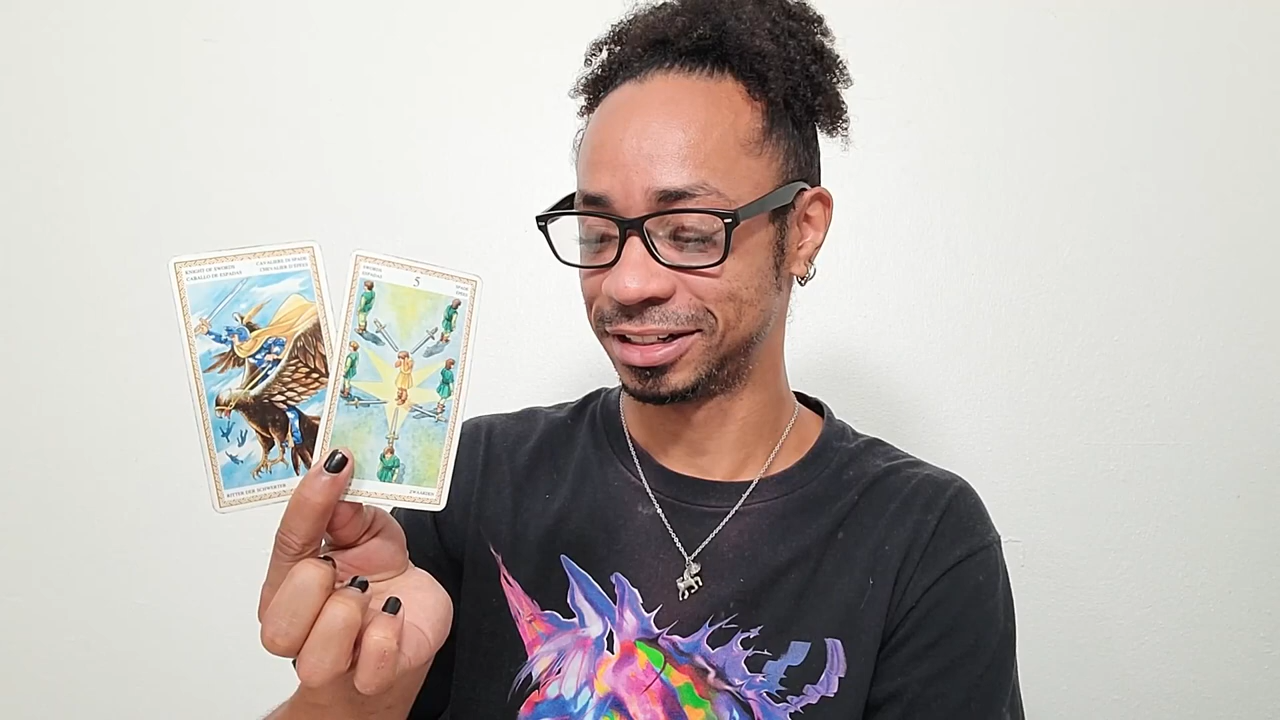 KNIGHT OF SWORDS
CABALLO DE ESPADAS
CAVALIERE DI SPADE
CHEVALIER D'EPEES
RITTER DER SCHWERTER
SWORDS
ESPADAS
5
SPADE
EPEES
ZWAARDEN